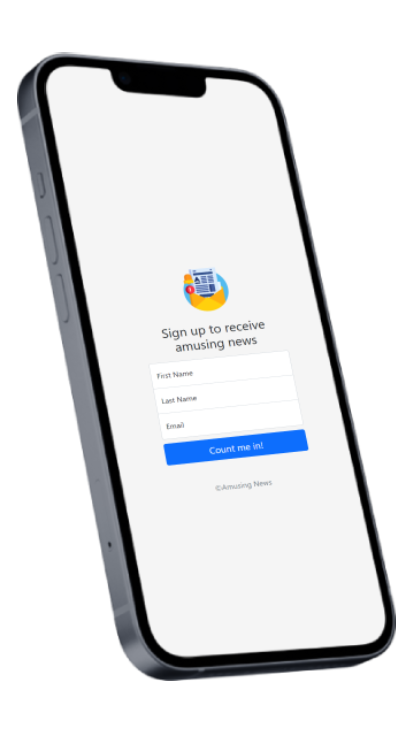 Sign up to receive
amusing news
First Name
Last Name
Email
Count me in!
©Amusing News